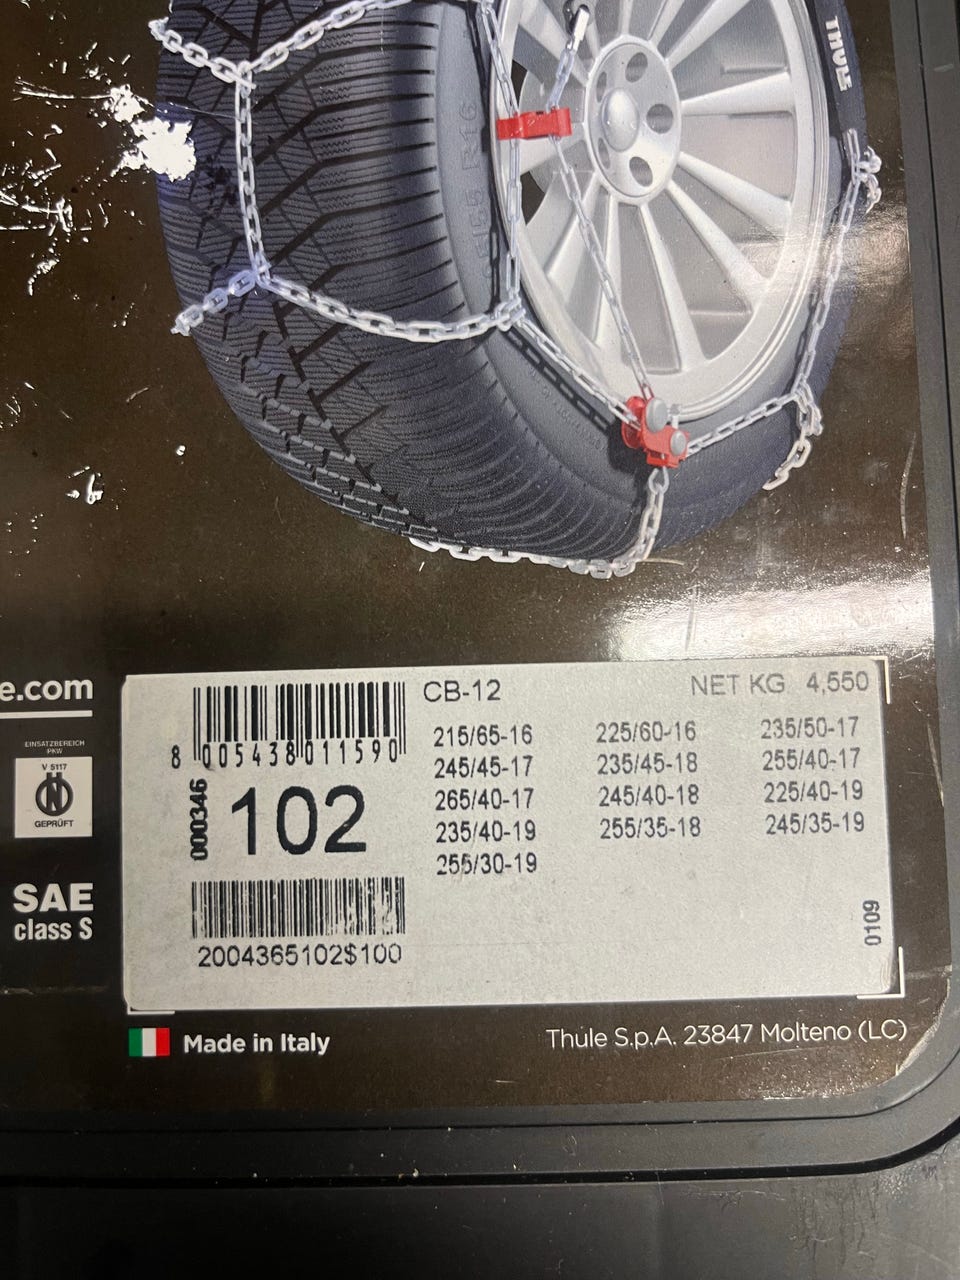 THULE
R16
e.com
EINSATZBEREICH
PKW
V 5117
N
GEPRÜFT
SAE
class S
8 005438 011590
000346
102
2004365102$100
CB-12
NET KG 4,550
215/65-16 225/60-16 235/50-17
245/45-17 235/45-18 255/40-17
265/40-17 245/40-18 225/40-19
235/40-19 255/35-18 245/35-19
255/30-19
0109
Made in Italy
Thule S.p.A. 23847 Molteno (LC)